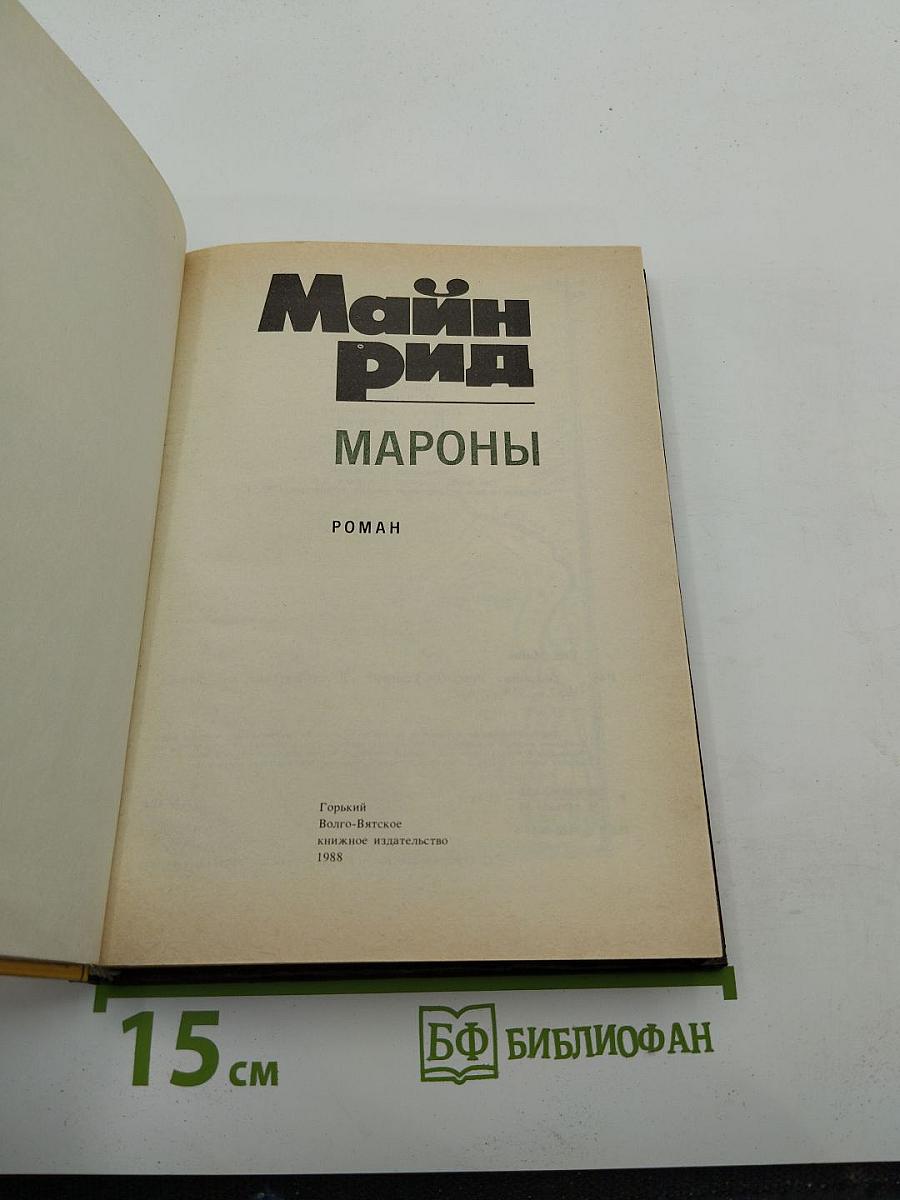 Майн
Рид
МАРОНЫ
РОМАН
Горький
Волго-Вятское
книжное издательство
1988
15 см
БФ БИБЛИОФАН